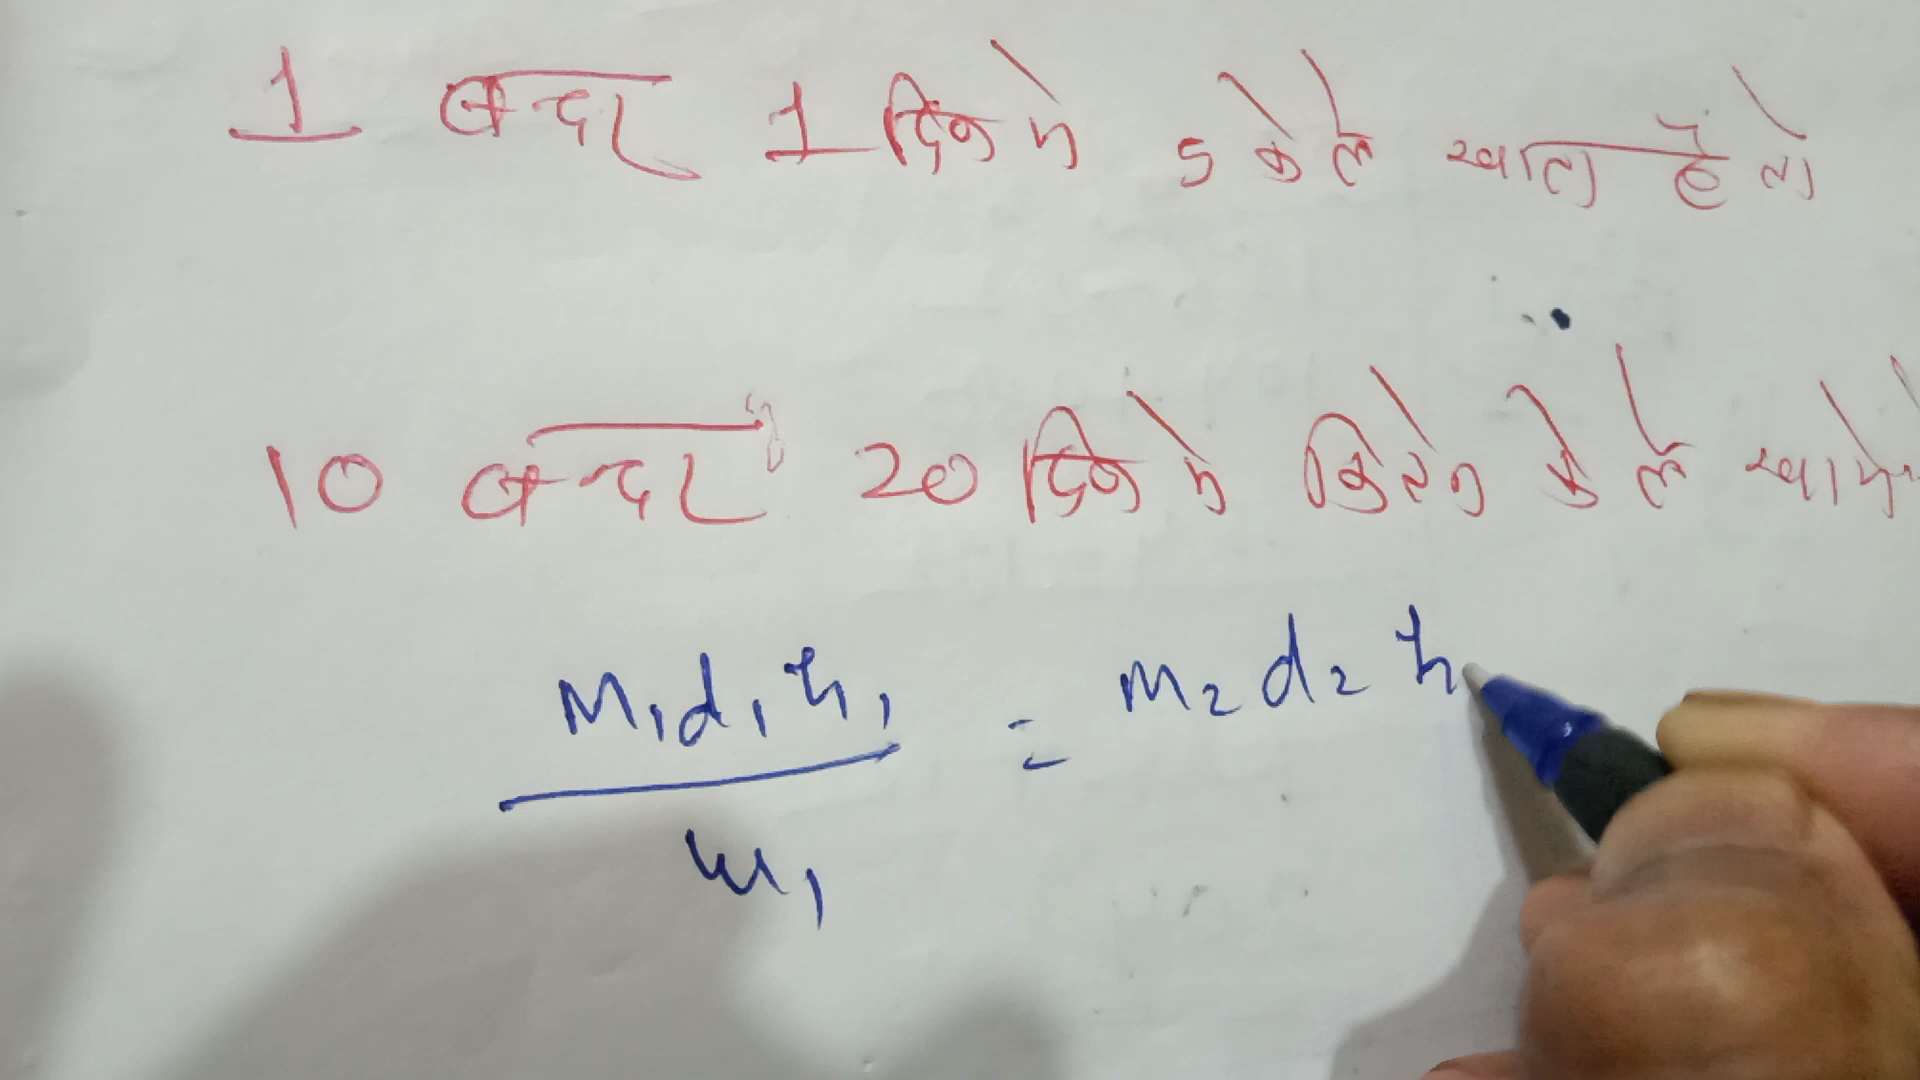 1 बन्दर 1 दिन में 5 केले खाता है तो
10 बन्दर 20 दिन में कितने केले खायेगे
M₁d₁h₁ = m₂d₂h
w₁